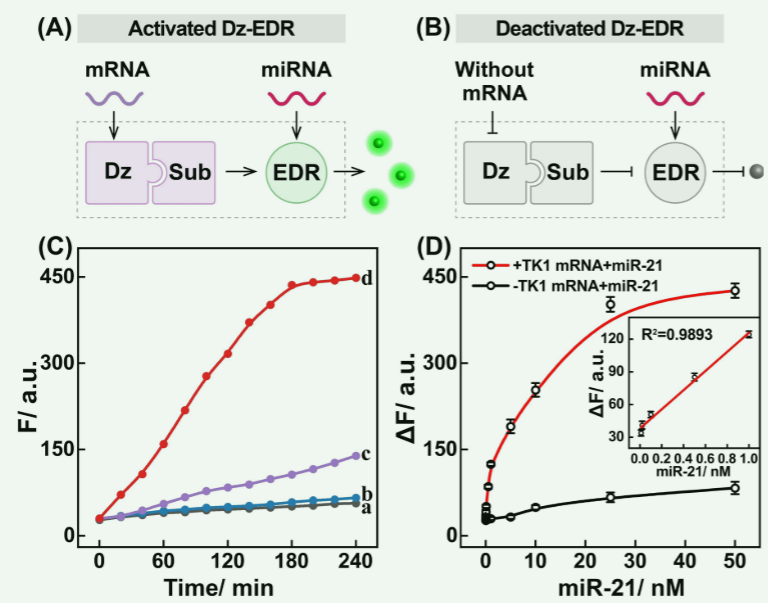 (A) Activated Dz-EDR
mRNA miRNA
Dz Sub EDR
(B) Deactivated Dz-EDR
Without
mRNA
miRNA
Dz Sub EDR
(C)
F/ a.u.
450
300
150
0
d
c
b
a
0 60 120 180 240
Time/ min
(D)
ΔF/ a.u.
450
300
150
0
+TK1 mRNA+miR-21
-TK1 mRNA+miR-21
R²=0.9893
ΔF/ a.u.
120
90
60
30
0.0 0.2 0.4 0.6 0.8 1.0
miR-21/ nM
0 10 20 30 40 50
miR-21/ nM